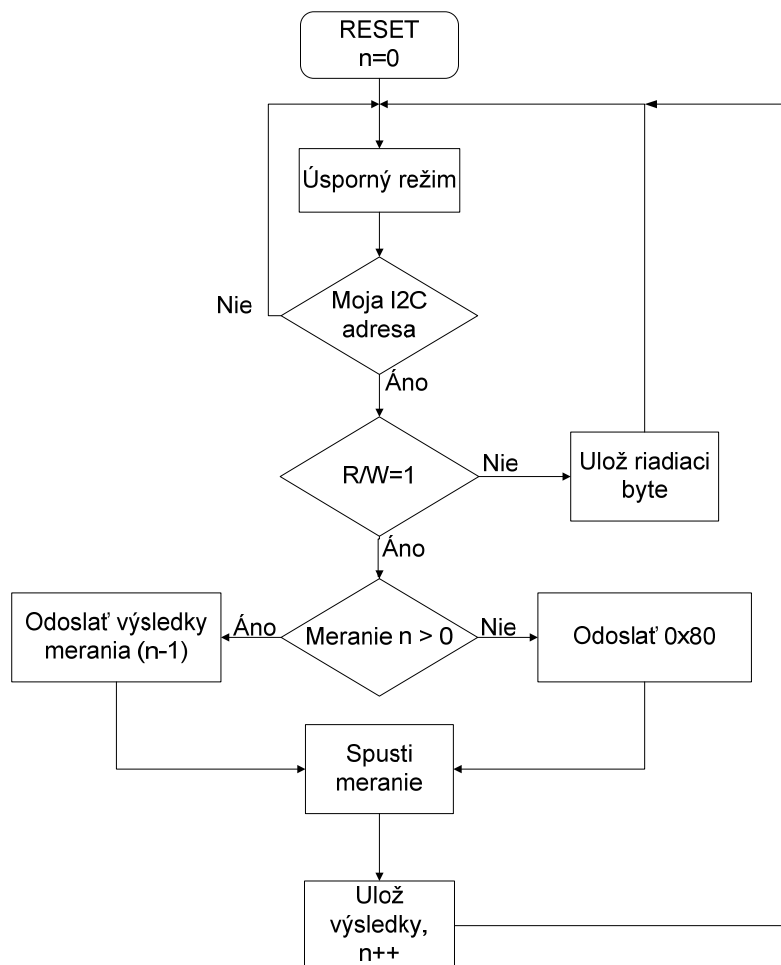 RESET
n=0
Úsporný režim
Moja I2C
adresa
Nie
Áno
R/W=1
Nie
Ulož riadiaci
byte
Áno
Meranie n > 0
Áno
Nie
Odoslať výsledky
merania (n-1)
Odoslať 0x80
Spusti
meranie
Ulož
výsledky,
n++